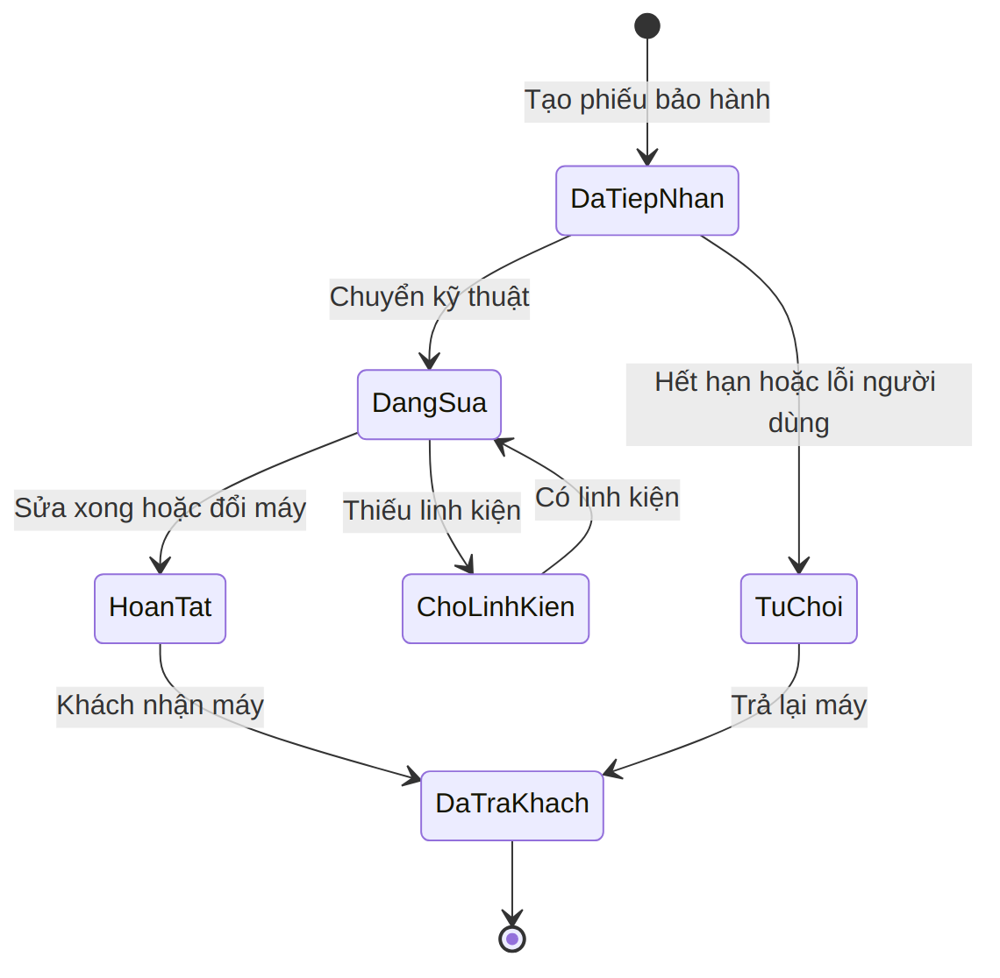 Tạo phiếu bảo hành
DaTiepNhan
Chuyển kỹ thuật
Hết hạn hoặc lỗi người
dùng
DangSua
Sửa xong hoặc đổi máy
Thiếu linh kiện
Có linh kiện
HoanTat
ChoLinhKien
TuChoi
Khách nhận máy
Trả lại máy
DaTraKhach